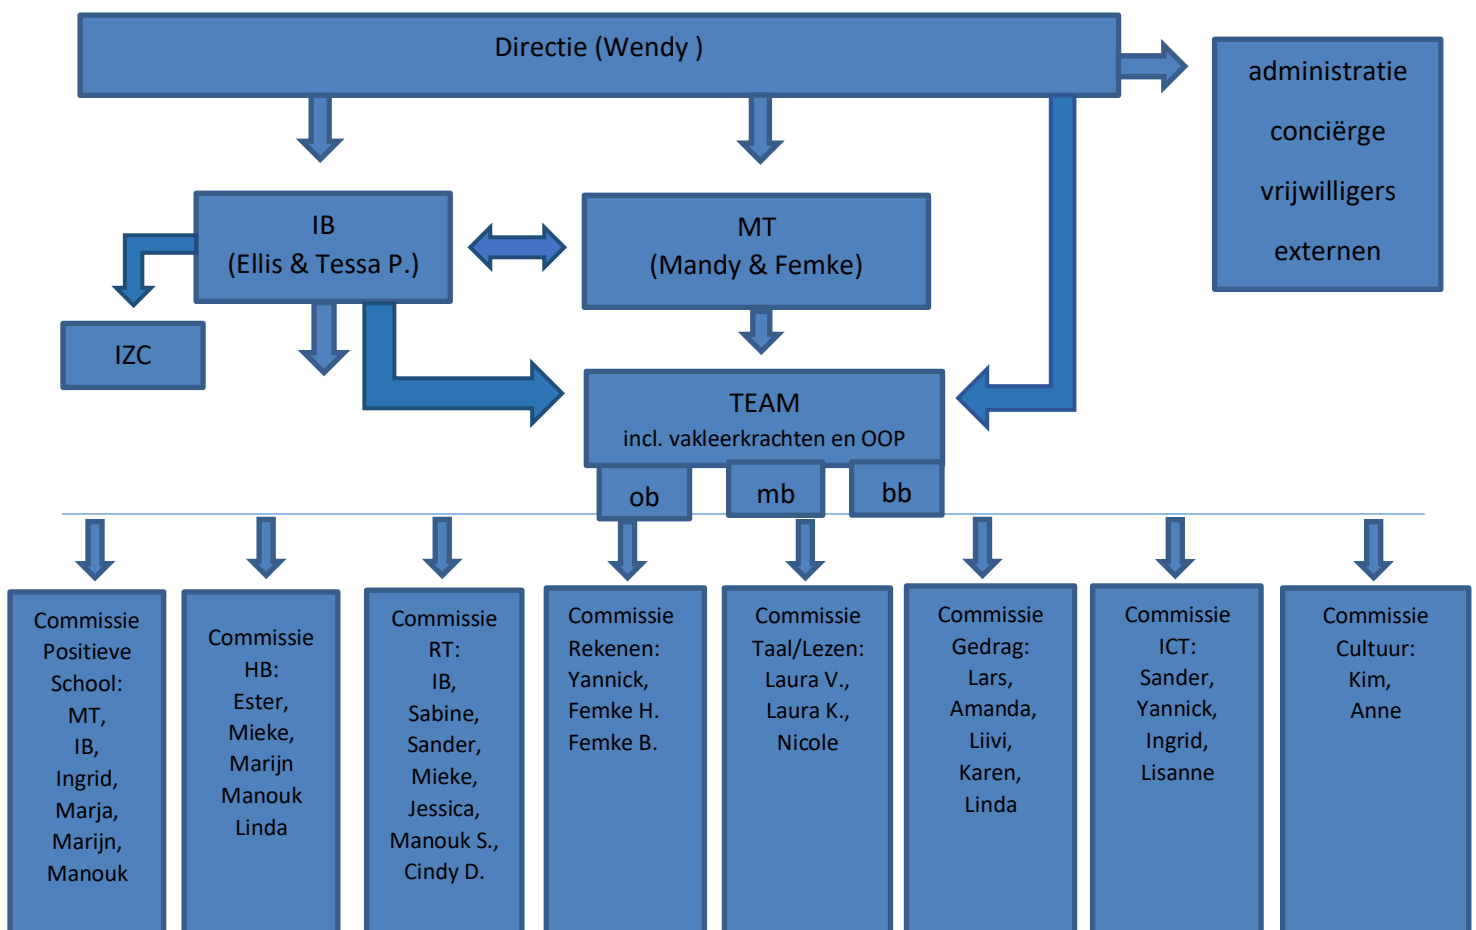 Directie (Wendy )
administratie
conciërge
vrijwilligers
externen
IB
(Ellis & Tessa P.)
MT
(Mandy & Femke)
IZC
TEAM
incl. vakleerkrachten en OOP
ob
mb
bb
Commissie
Positieve
School:
MT,
IB,
Ingrid,
Marja,
Marijn,
Manouk
Commissie
HB:
Ester,
Mieke,
Marijn
Manouk
Linda
Commissie
RT:
IB,
Sabine,
Sander,
Mieke,
Jessica,
Manouk S.,
Cindy D.
Commissie
Rekenen:
Yannick,
Femke H.
Femke B.
Commissie
Taal/Lezen:
Laura V.,
Laura K.,
Nicole
Commissie
Gedrag:
Lars,
Amanda,
Liivi,
Karen,
Linda
Commissie
ICT:
Sander,
Yannick,
Ingrid,
Lisanne
Commissie
Cultuur:
Kim,
Anne